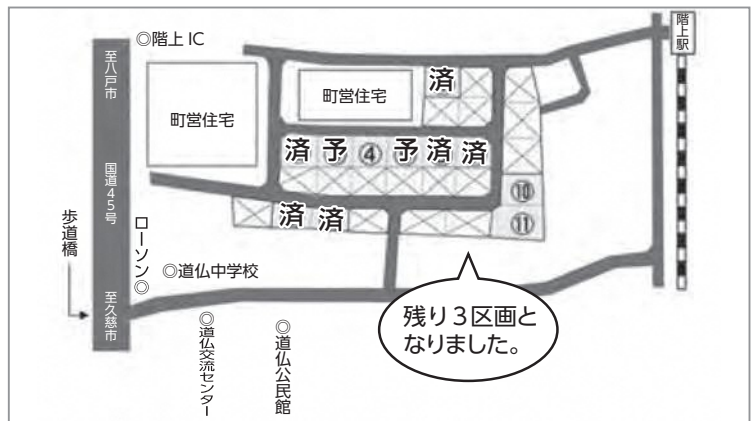 ◎階上 IC
階上駅
至八戸市
国道45号
至久慈市
町営住宅
町営住宅
済
済 予 ④ 予 済 済
⑩
⑪
済 済
歩道橋
ローソン◎
◎道仏中学校
◎道仏交流センター
◎道仏公民館
残り3区画と
なりました。